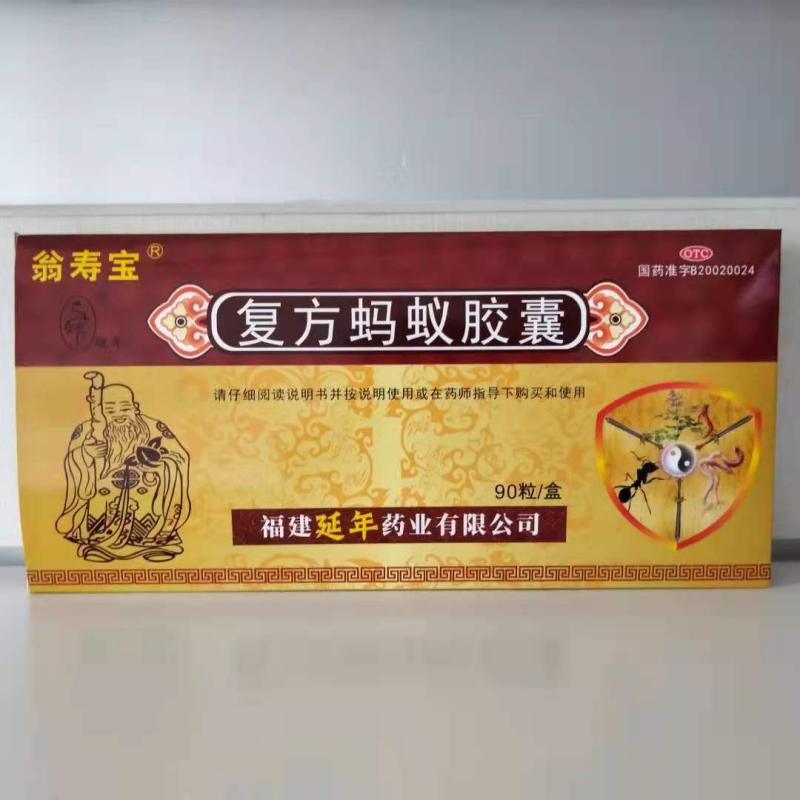 翁寿宝®
OTC
国药准字B20020024
复方蚂蚁胶囊
请仔细阅读说明书并按说明使用或在药师指导下购买和使用
90粒/盒
福建延年药业有限公司